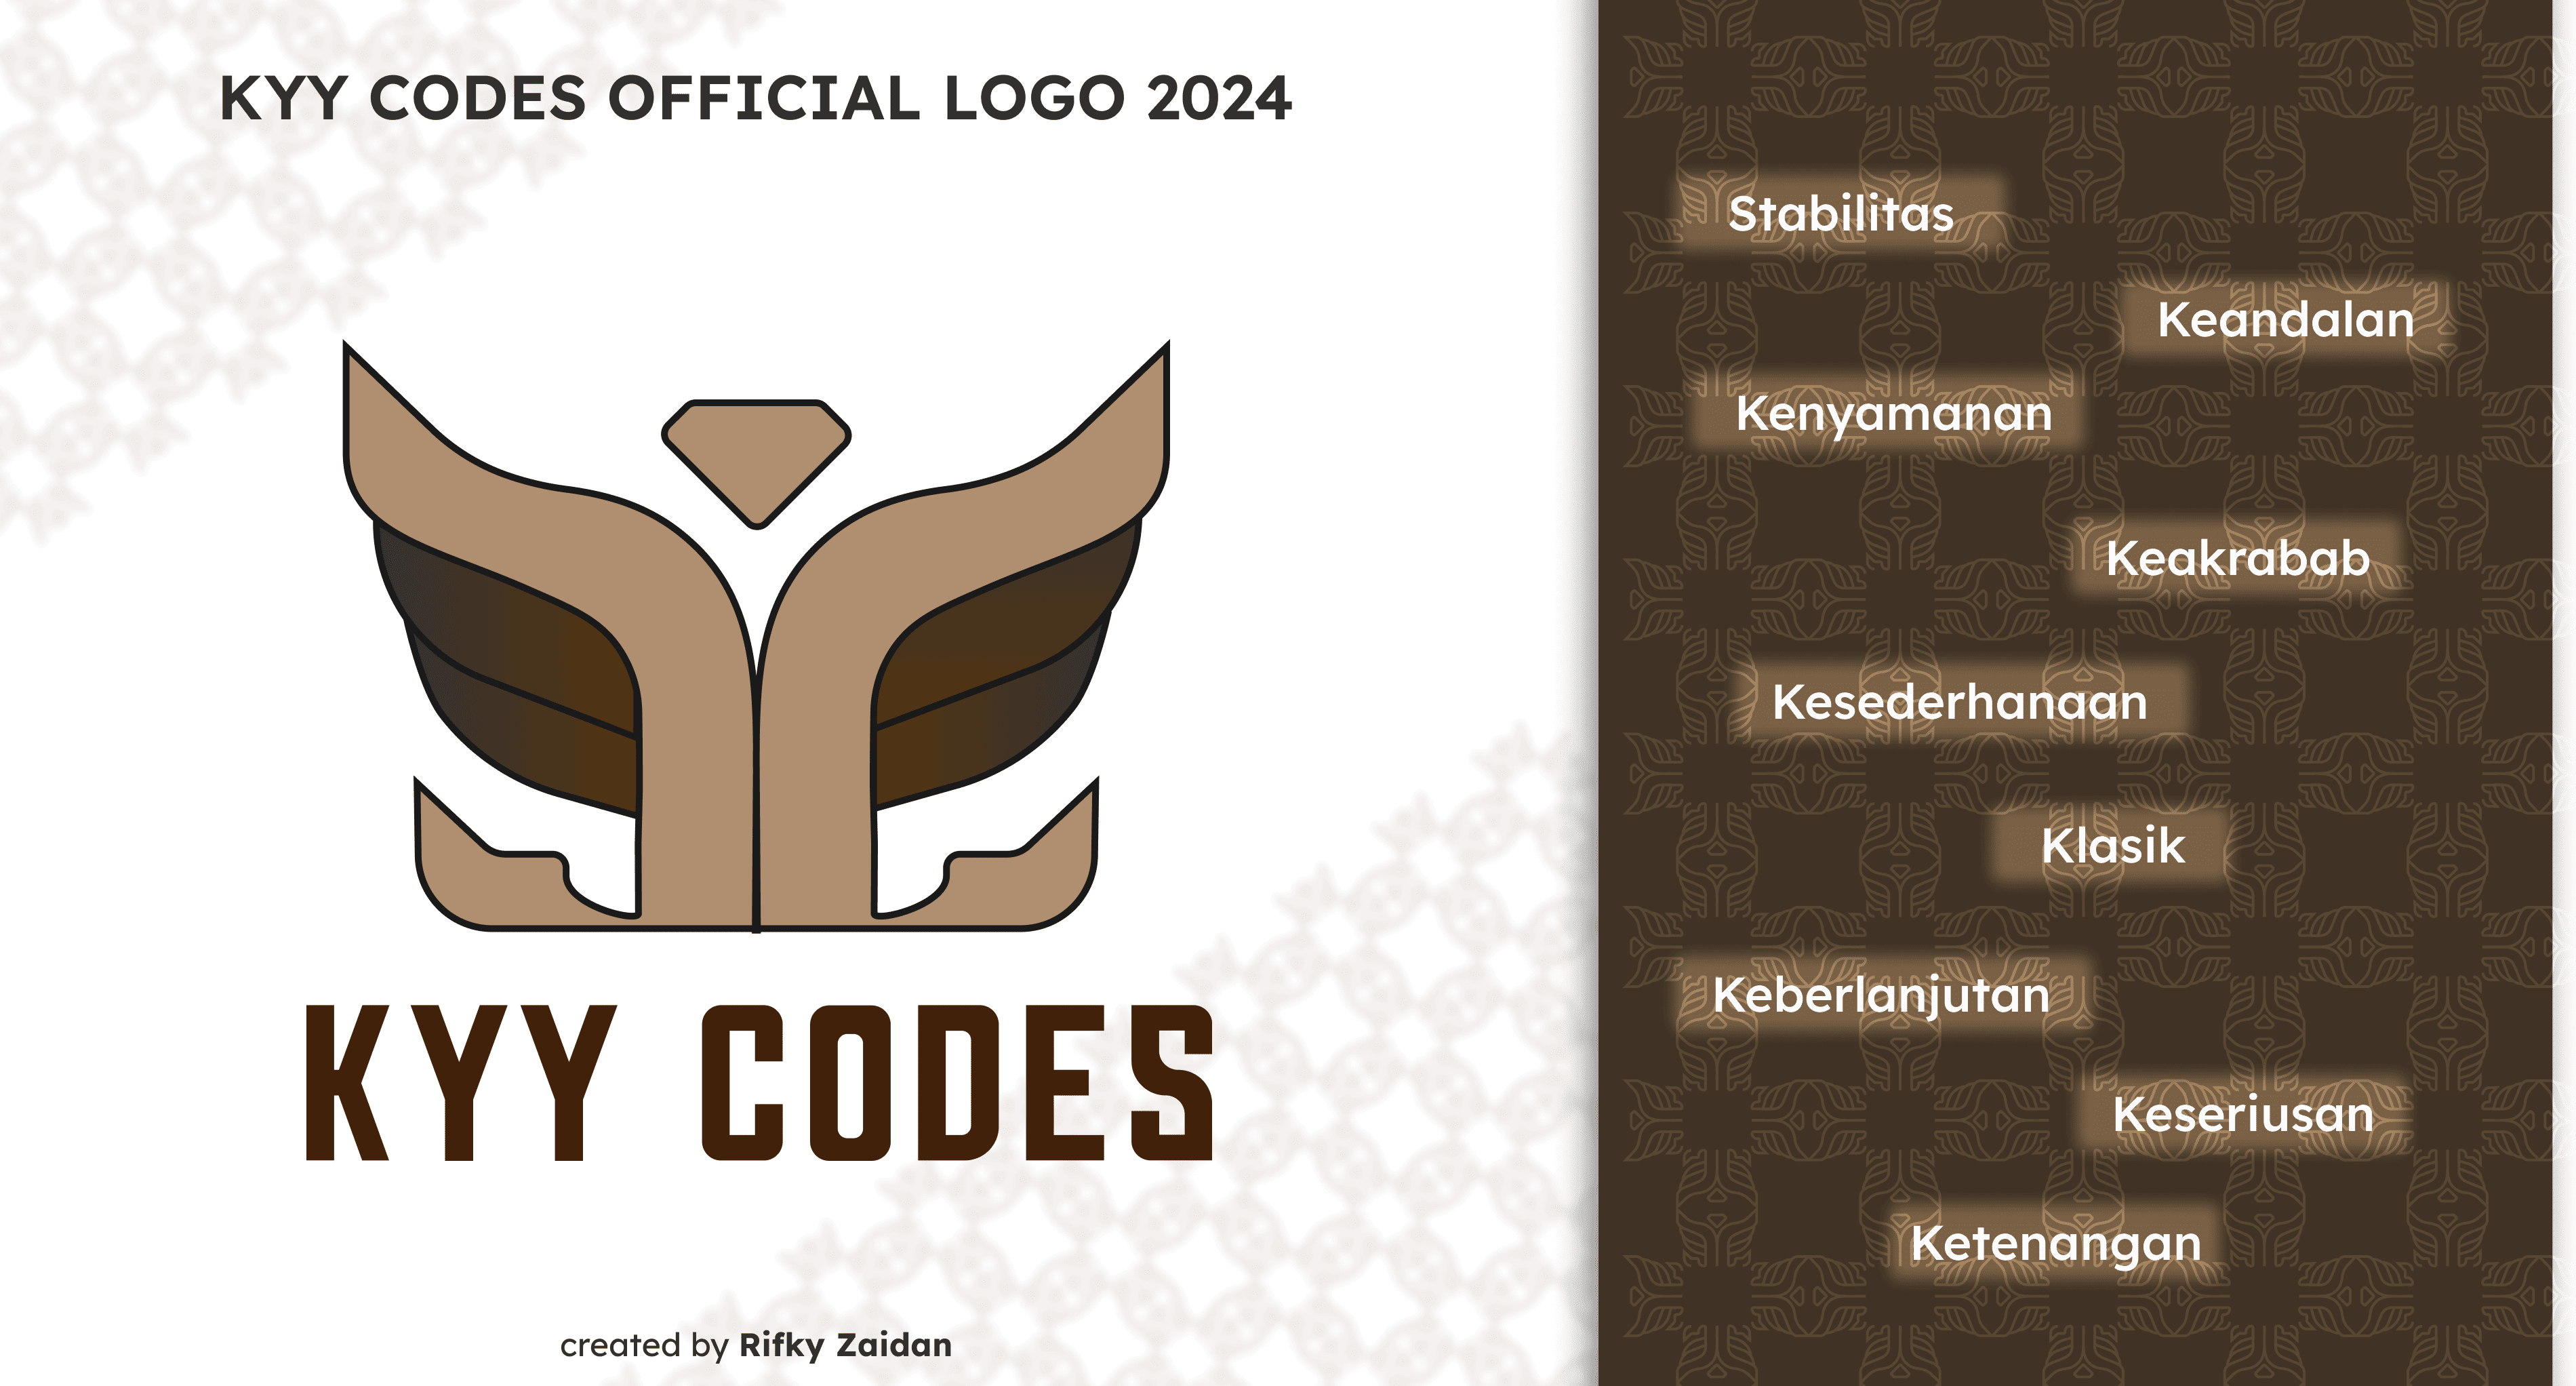 KYY CODES OFFICIAL LOGO 2024
KYY CODES
created by Rifky Zaidan
Stabilitas
Keandalan
Kenyamanan
Keakrabab
Kesederhanaan
Klasik
Keberlanjutan
Keseriusan
Ketenangan